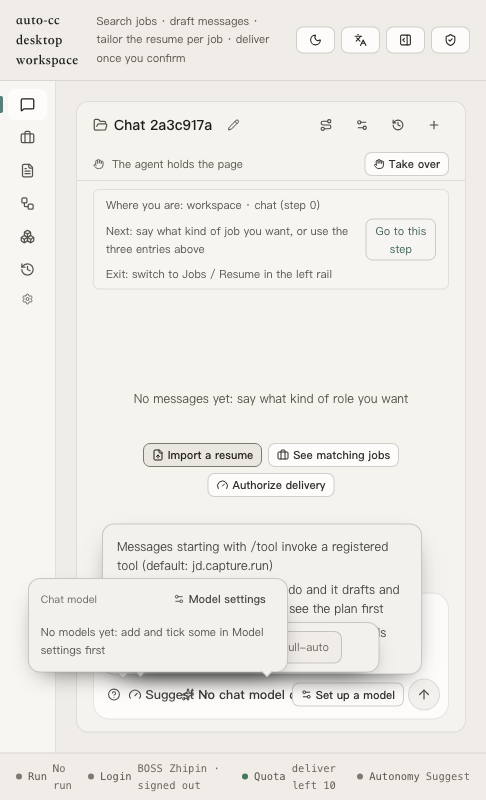 auto-cc
desktop
workspace
Search jobs · draft messages ·
tailor the resume per job · deliver
once you confirm
Chat 2a3c917a
The agent holds the page
Take over
Where you are: workspace · chat (step 0)
Next: say what kind of job you want, or use the
three entries above
Go to this
step
Exit: switch to Jobs / Resume in the left rail
No messages yet: say what kind of role you want
Import a resume
See matching jobs
Authorize delivery
Messages starting with /tool invoke a registered
tool (default: jd.capture.run)
do and it drafts and
see the plan first
Chat model
Model settings
No models yet: add and tick some in Model
settings first
ull-auto
Suggest
No chat model
Set up a model
Run
No
run
Login
BOSS Zhipin ·
signed out
Quota
deliver
left 10
Autonomy
Suggest